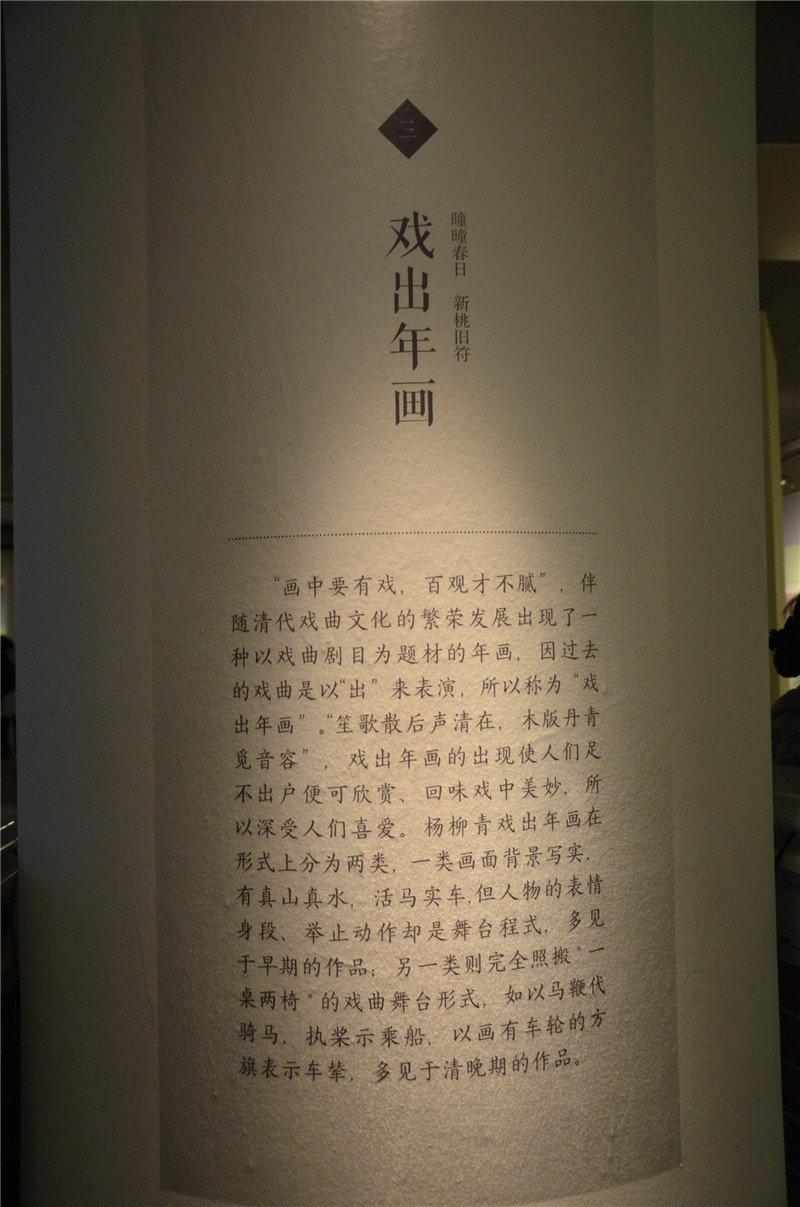 三
曈曈春日 新桃旧符
戏出年画
“画中要有戏，百观才不腻”，伴
随清代戏曲文化的繁荣发展出现了一
种以戏曲剧目为题材的年画，因过去
的戏曲是以“出”来表演，所以称为“戏
出年画”。“笙歌散后声清在，木版丹青
觅音容”，戏出年画的出现使人们足
不出户便可欣赏、回味戏中美妙，所
以深受人们喜爱。杨柳青戏出年画在
形式上分为两类，一类画面背景写实，
有真山真水，活马实车，但人物的表情
身段、举止动作却是舞台程式，多见
于早期的作品；另一类则完全照搬“一
桌两椅”的戏曲舞台形式，如以马鞭代
骑马，执桨示乘船，以画有车轮的方
旗表示车辇，多见于清晚期的作品。